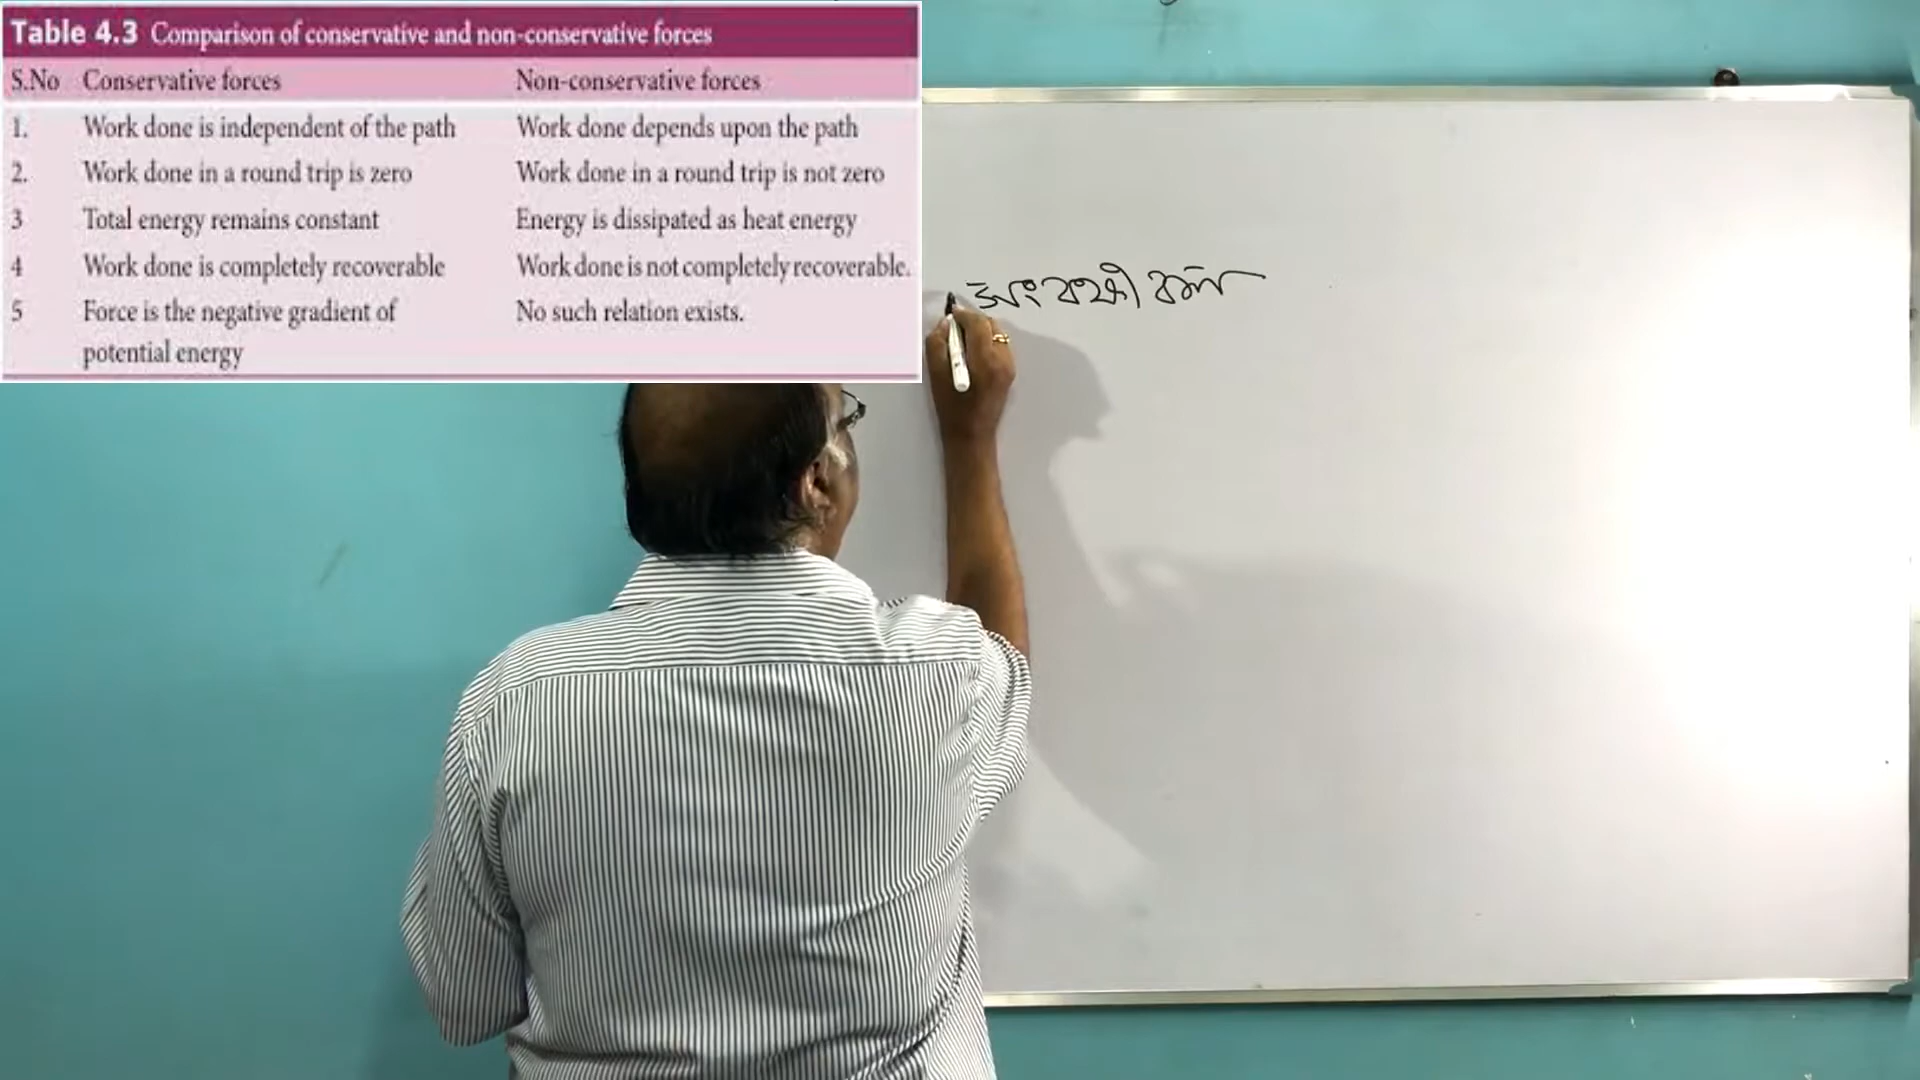 Table 4.3 Comparison of conservative and non-conservative forces
S.No Conservative forces Non-conservative forces
1. Work done is independent of the path Work done depends upon the path
2. Work done in a round trip is zero Work done in a round trip is not zero
3 Total energy remains constant Energy is dissipated as heat energy
4 Work done is completely recoverable Work done is not completely recoverable.
5 Force is the negative gradient of No such relation exists.
potential energy
সংরক্ষী বল